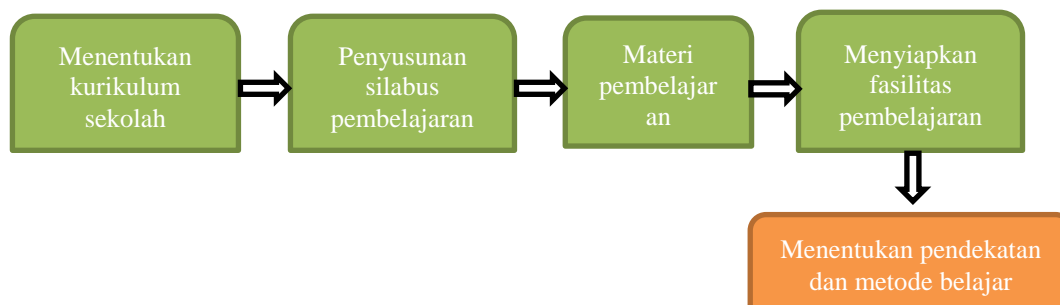 Menentukan
kurikulum
sekolah
Penyusunan
silabus
pembelajaran
Materi
pembelajar
an
Menyiapkan
fasilitas
pembelajaran
Menentukan pendekatan
dan metode belajar